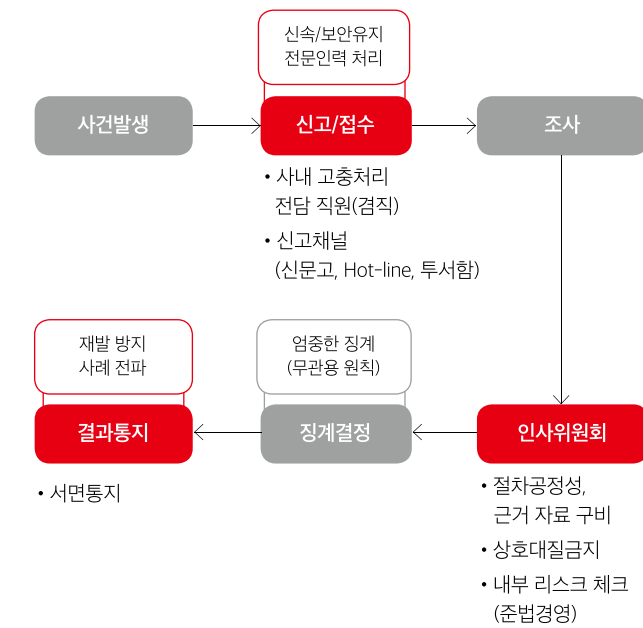 신속/보안유지
전문인력 처리
사건발생
신고/접수
조사
• 사내 고충처리
전담 직원(겸직)
• 신고채널
(신문고, Hot-line, 투서함)
재발 방지
사례 전파
엄중한 징계
(무관용 원칙)
결과통지
징계결정
인사위원회
• 서면통지
• 절차공정성,
근거 자료 구비
• 상호대질금지
• 내부 리스크 체크
(준법경영)